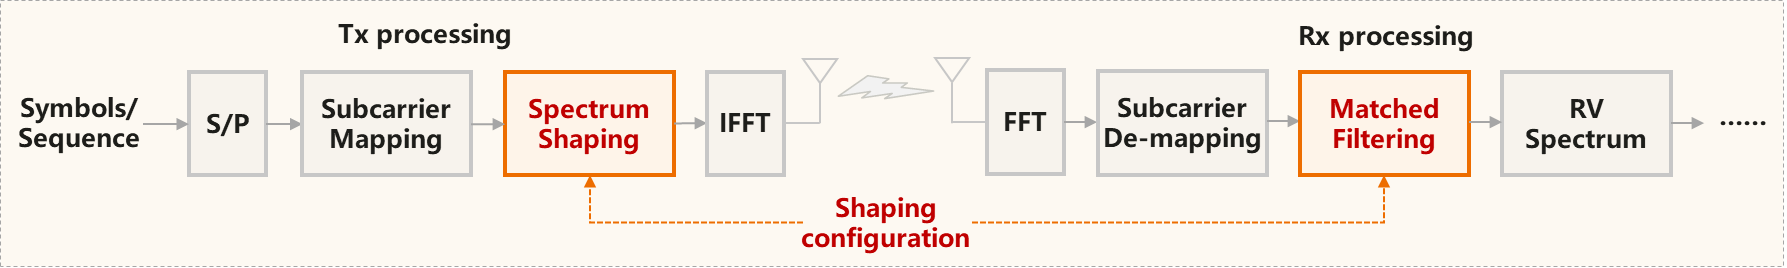 Tx processing
Rx processing
Symbols/
Sequence
S/P
Subcarrier
Mapping
Spectrum
Shaping
IFFT
FFT
Subcarrier
De-mapping
Matched
Filtering
RV
Spectrum
......
Shaping
configuration